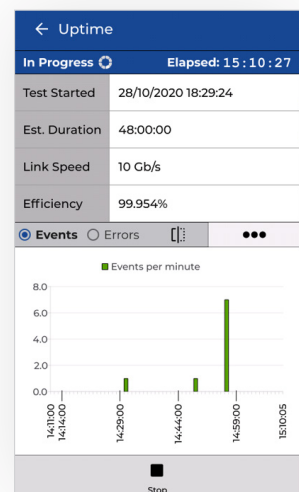 ← Uptime
In Progress Elapsed: 15:10:27
Test Started 28/10/2020 18:29:24
Est. Duration 48:00:00
Link Speed 10 Gb/s
Efficiency 99.954%
Events Errors
Events per minute
8.0
6.0
4.0
2.0
0.0
14:11:00
14:14:00
14:29:00
14:44:00
14:59:00
15:10:05
Stop